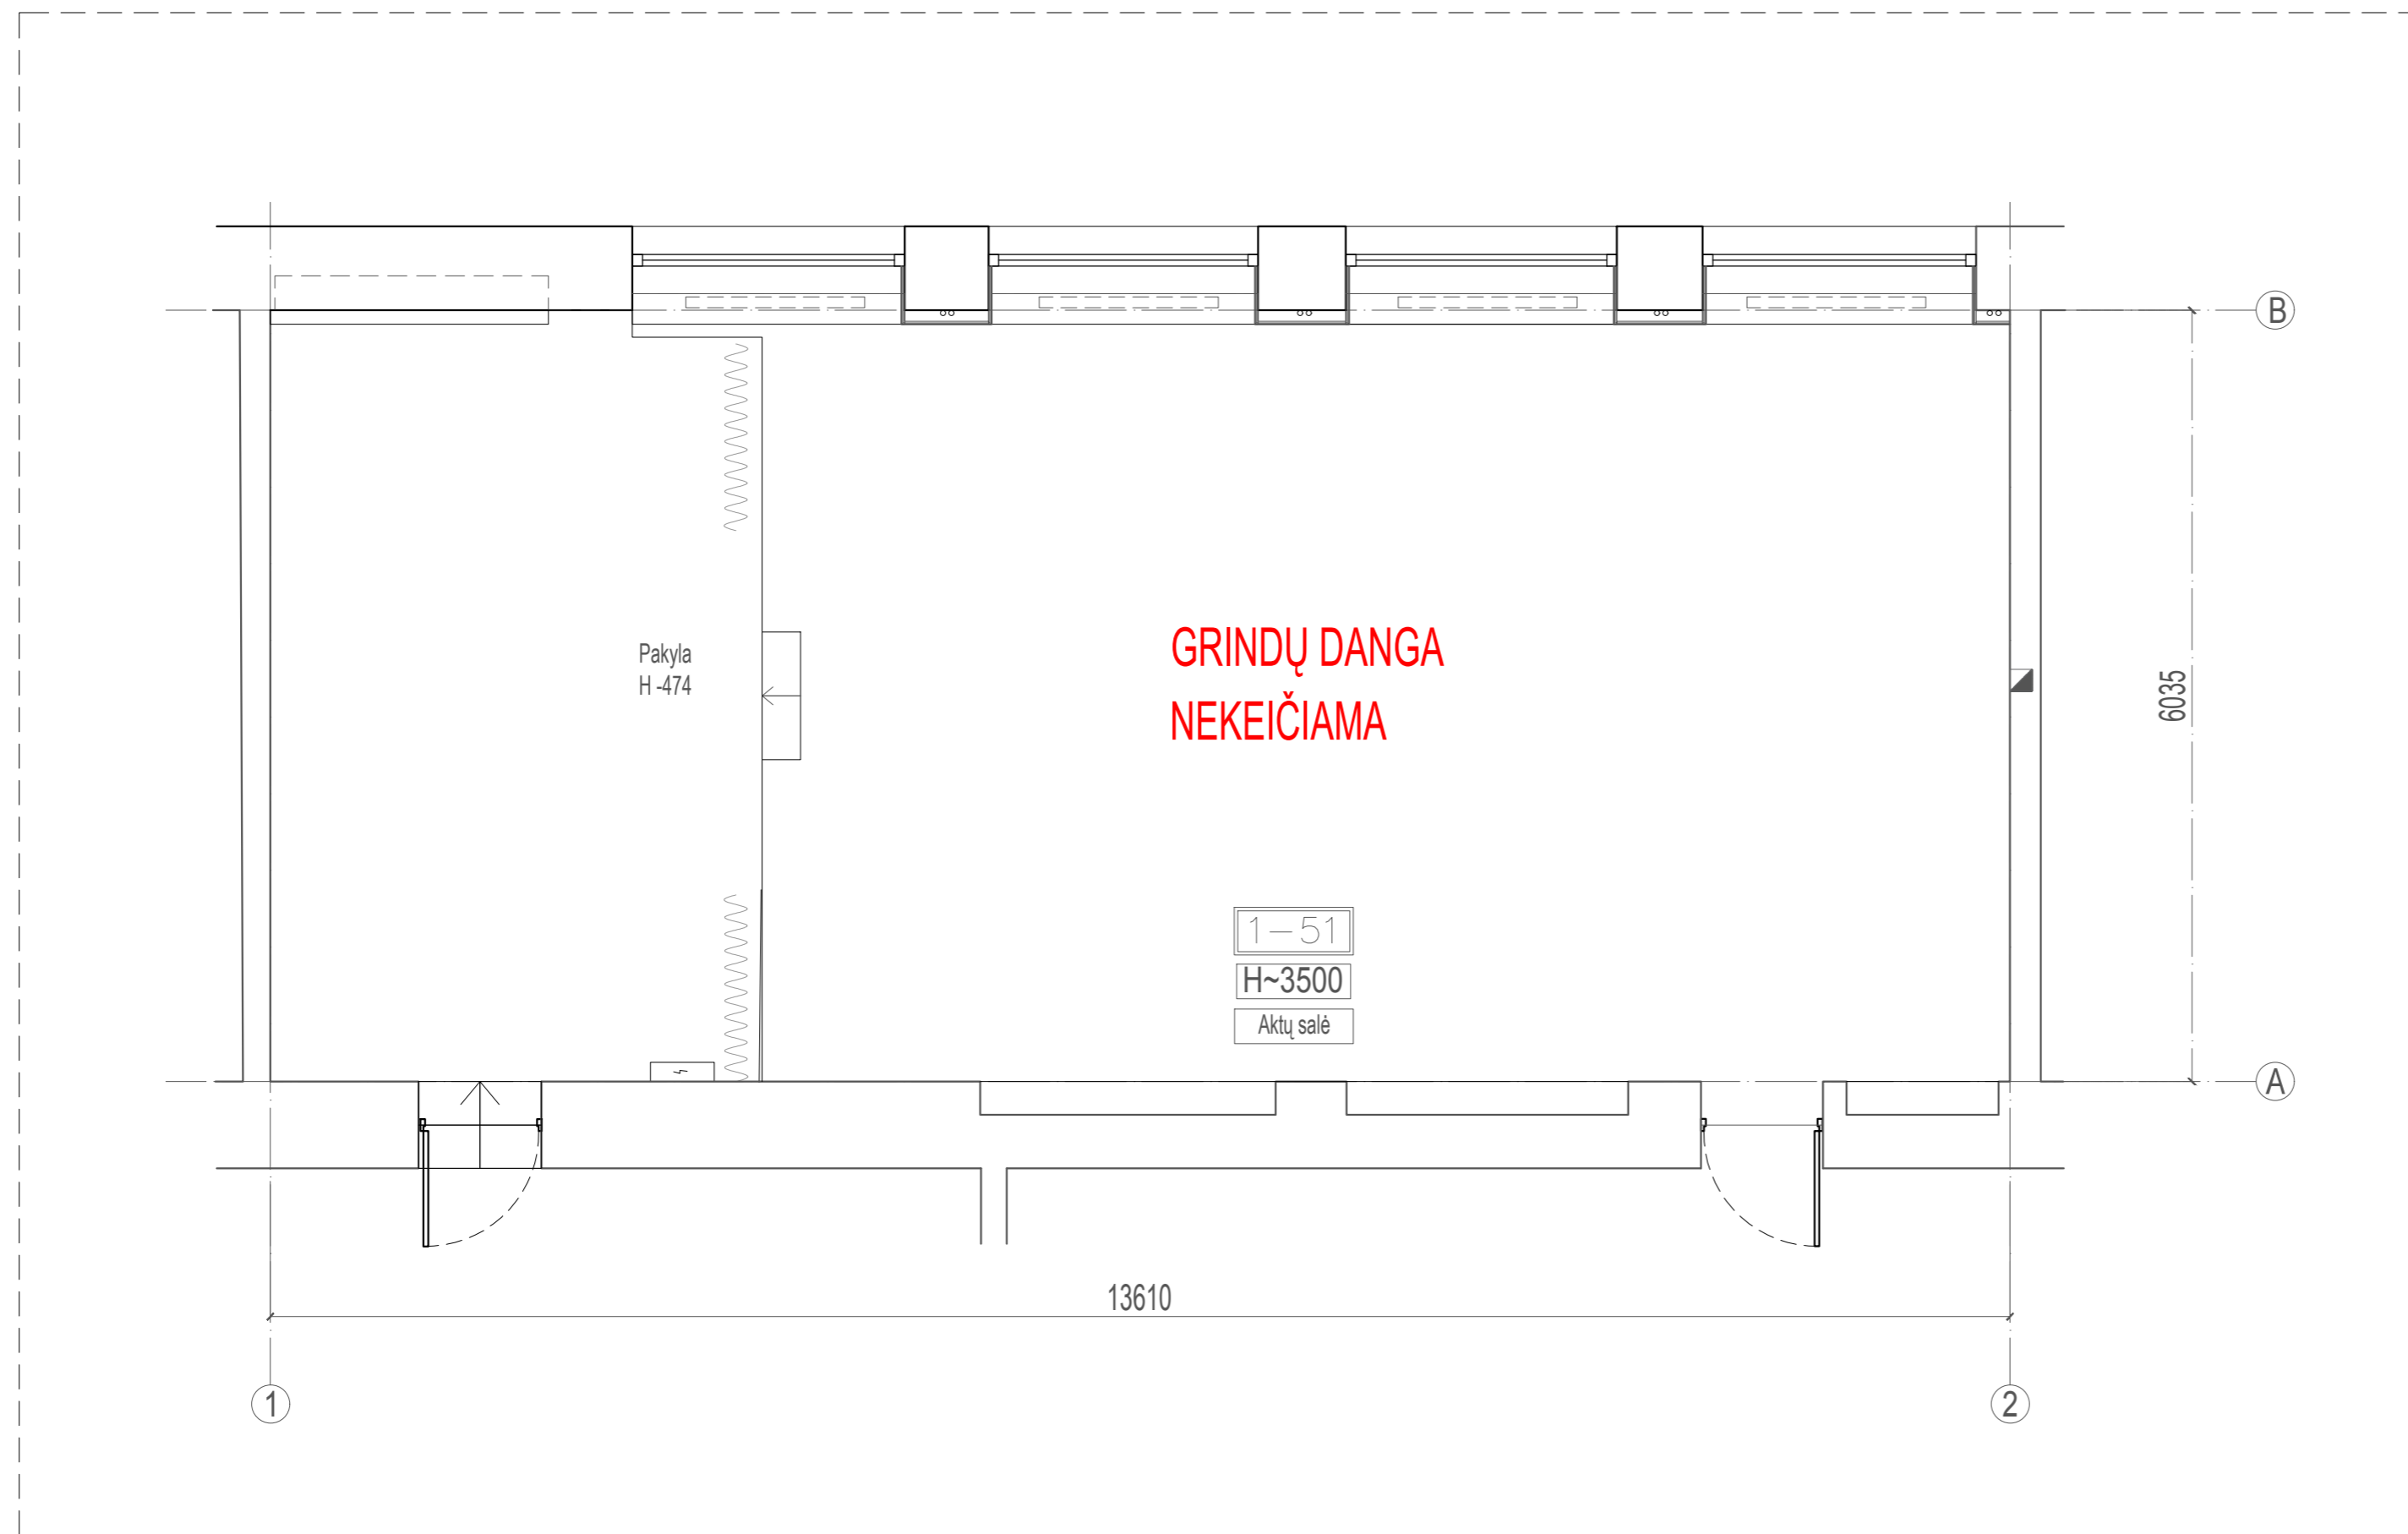 B
Pakyla
H -474
GRINDŲ DANGA
NEKEIČIAMA
6035
1-51
H~3500
Aktų salė
A
13610
1
2